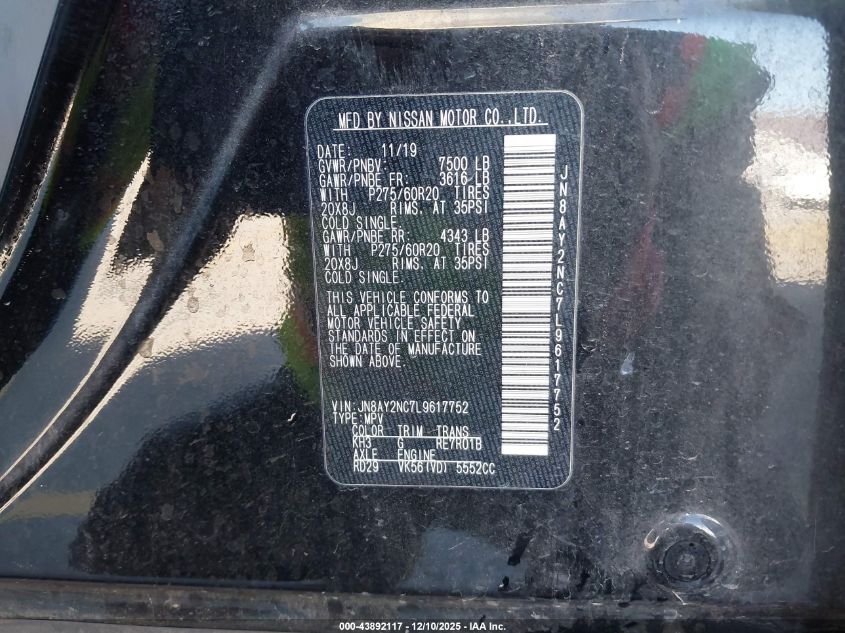 MFD BY NISSAN MOTOR CO.,LTD.
DATE: 11/19
GVWR/PNBV: 7500 LB
GAWR/PNBE FR: 3616 LB
WITH P275/60R20 TIRES
20X8J RIMS. AT 35PSI
COLD SINGLE.
GAWR/PNBE RR: 4343 LB
WITH P275/60R20 TIRES
20X8J RIMS. AT 35PSI
COLD SINGLE.
THIS VEHICLE CONFORMS TO
ALL APPLICABLE FEDERAL
MOTOR VEHICLE SAFETY
STANDARDS IN EFFECT ON
THE DATE OF MANUFACTURE
SHOWN ABOVE.
VIN:JN8AY2NC7L9617752
TYPE:MPV
COLOR TRIM TRANS
KH3 G RE7R01B
AXLE ENGINE
RD29 VK56(VD) 5552CC
JN8AY2NC7L9617752
000-43892117 - 12/10/2025 - IAA Inc.